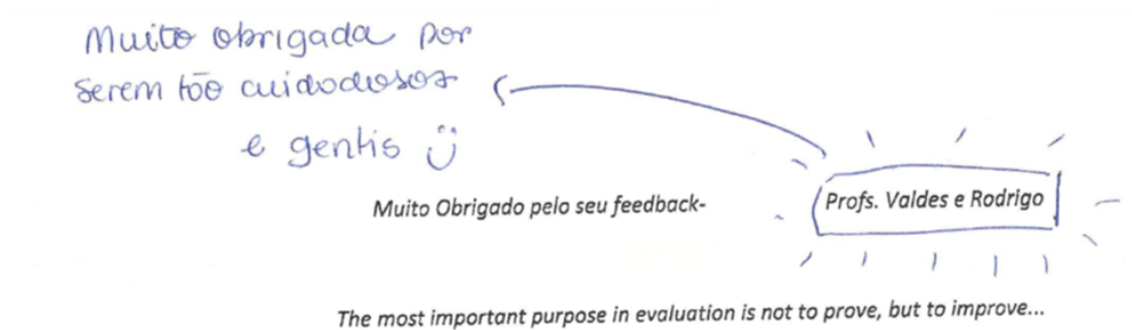 Muito obrigada por
serem tão cuidadosos
e gentis
Muito Obrigado pelo seu feedback-
Profs. Valdes e Rodrigo
The most important purpose in evaluation is not to prove, but to improve...